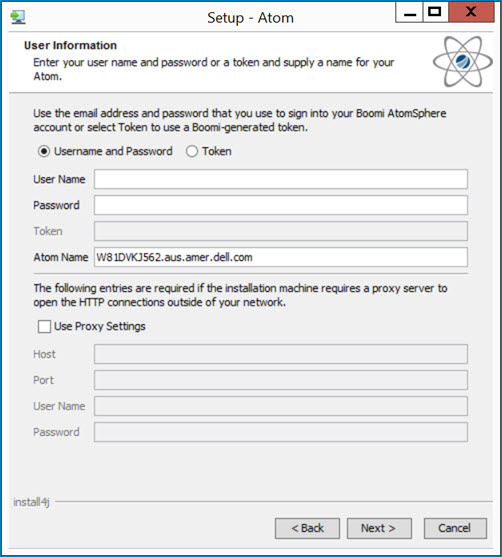 Setup - Atom
User Information
Enter your user name and password or a token and supply a name for your
Atom.
Use the email address and password that you use to sign into your Boomi AtomSphere
account or select Token to use a Boomi-generated token.
Username and Password Token
User Name
Password
Token
Atom Name W81DVKJ562.aus.amer.dell.com
The following entries are required if the installation machine requires a proxy server to
open the HTTP connections outside of your network.
Use Proxy Settings
Host
Port
User Name
Password
install4j
< Back Next > Cancel